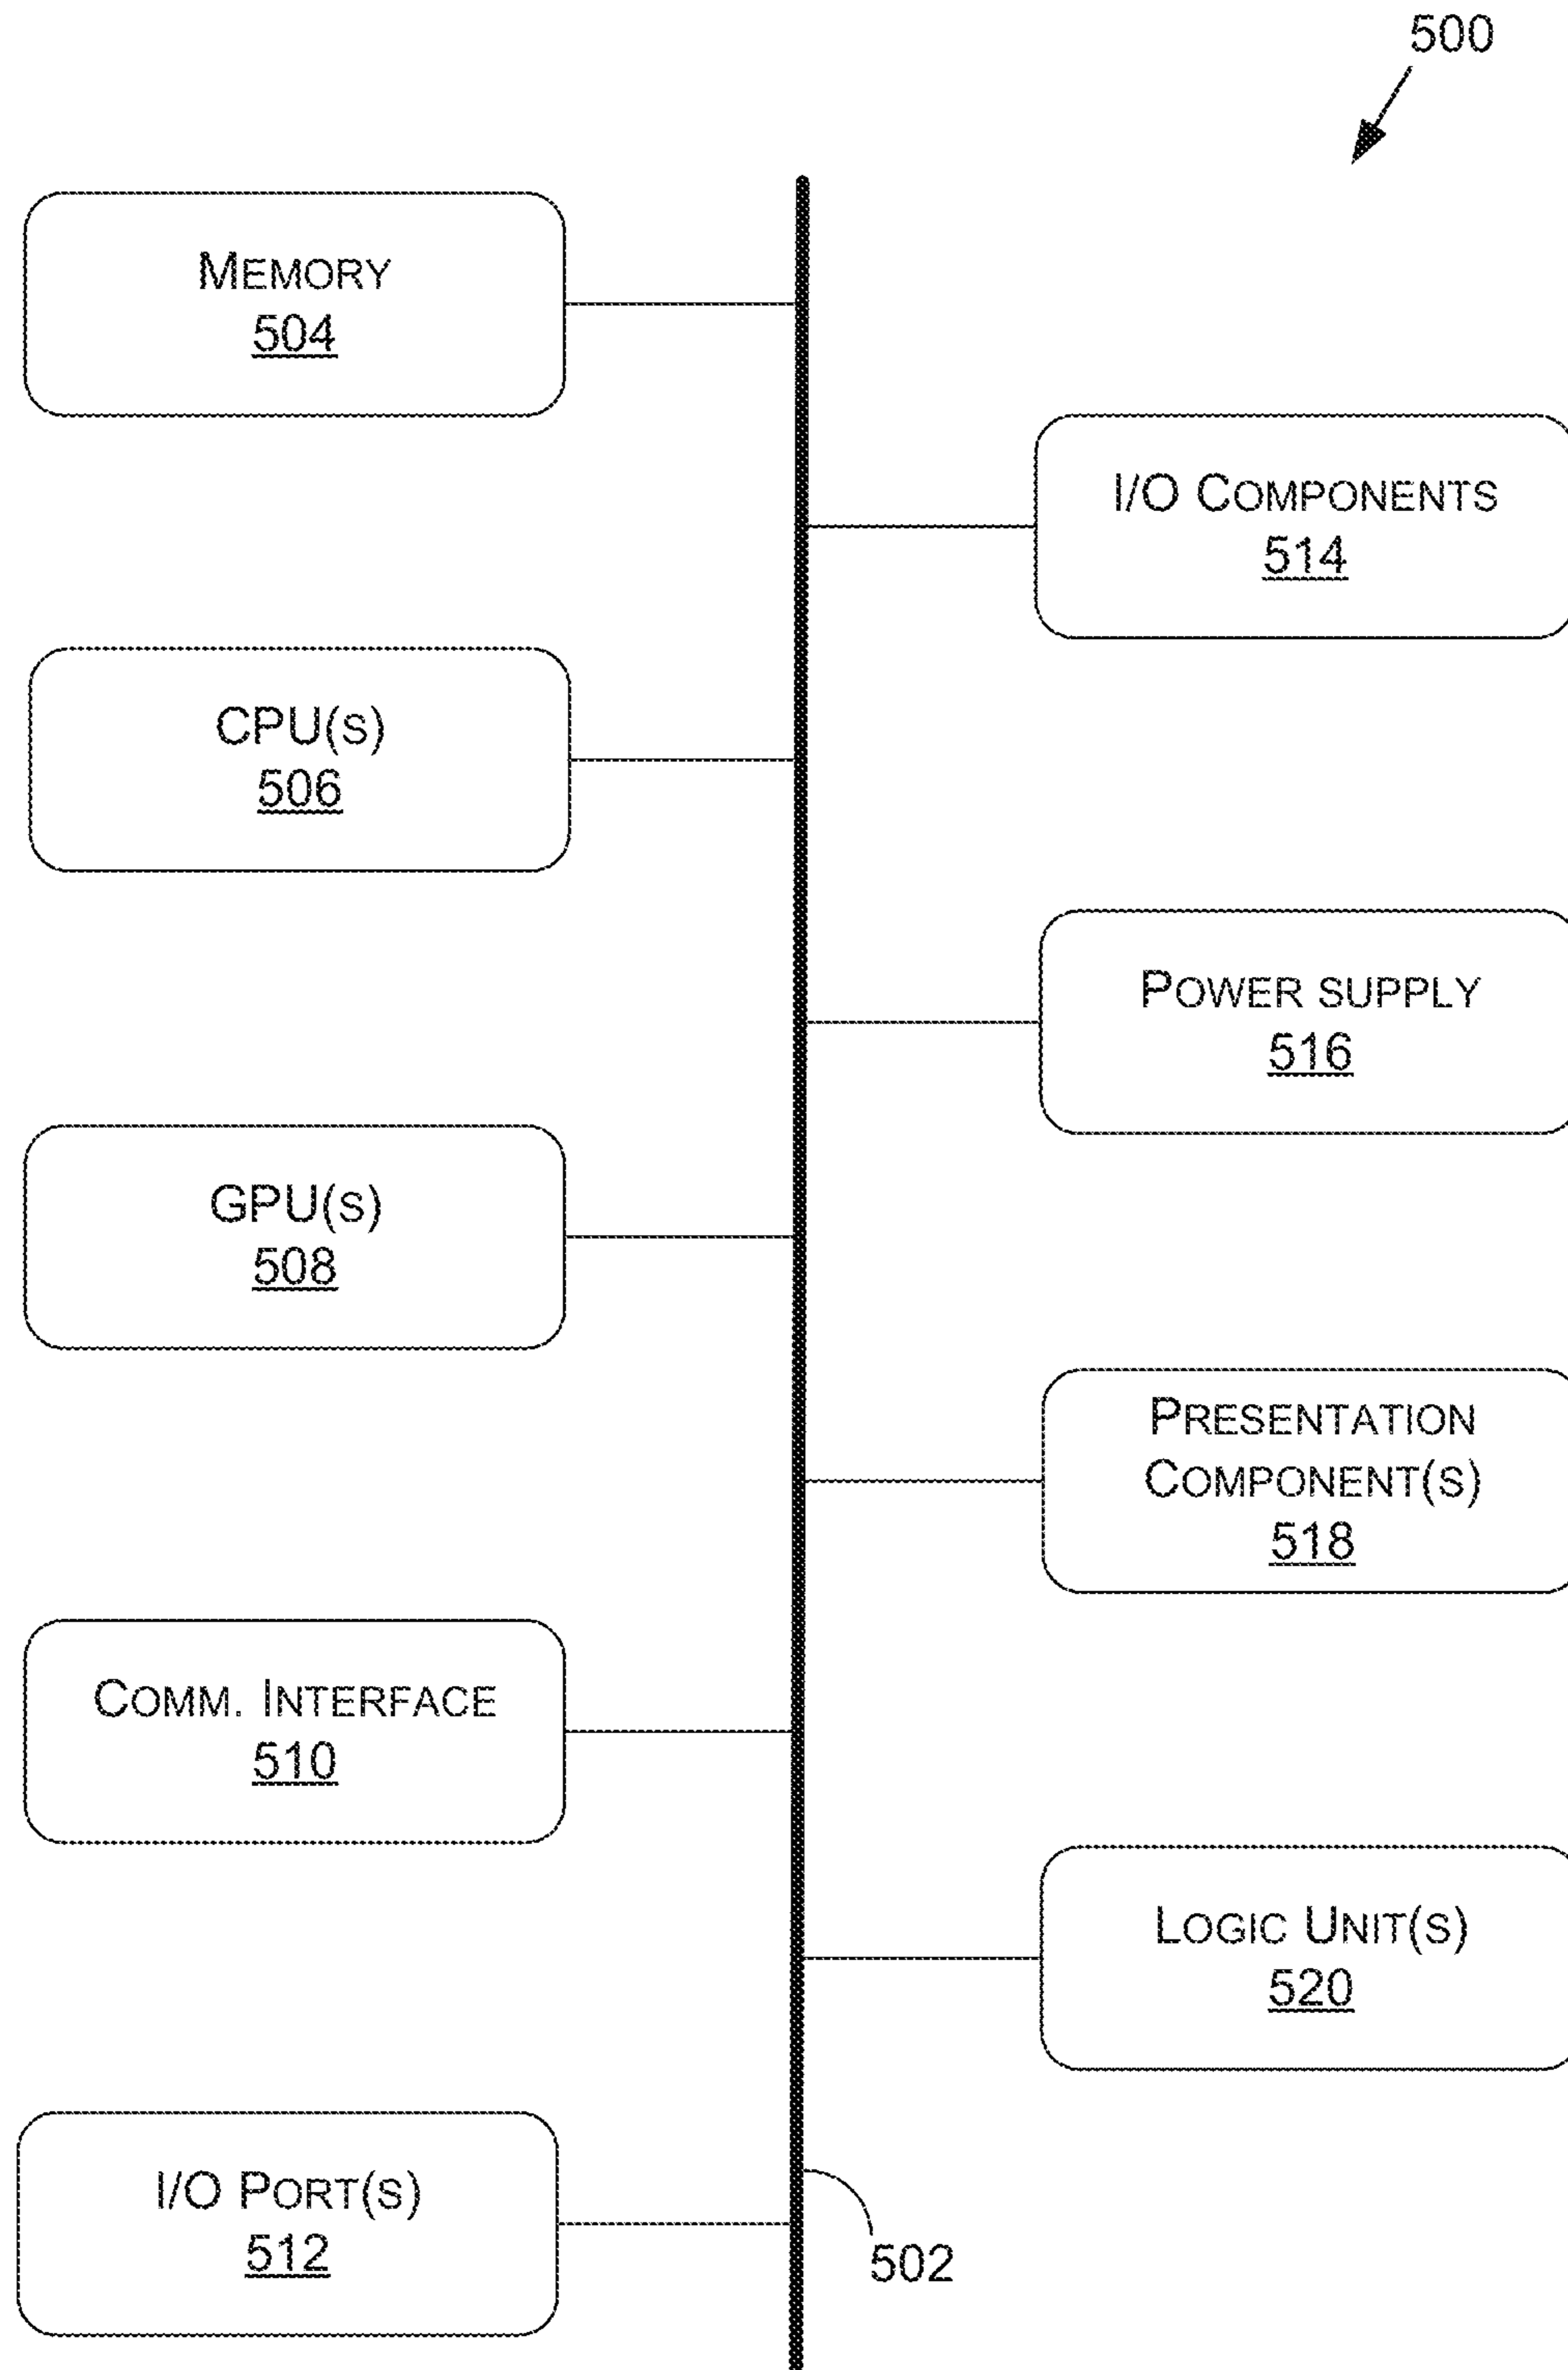 500
MEMORY
504
I/O COMPONENTS
514
CPU(S)
506
POWER SUPPLY
516
GPU(S)
508
PRESENTATION
COMPONENT(S)
518
COMM. INTERFACE
510
LOGIC UNIT(S)
520
I/O PORT(S)
512
502